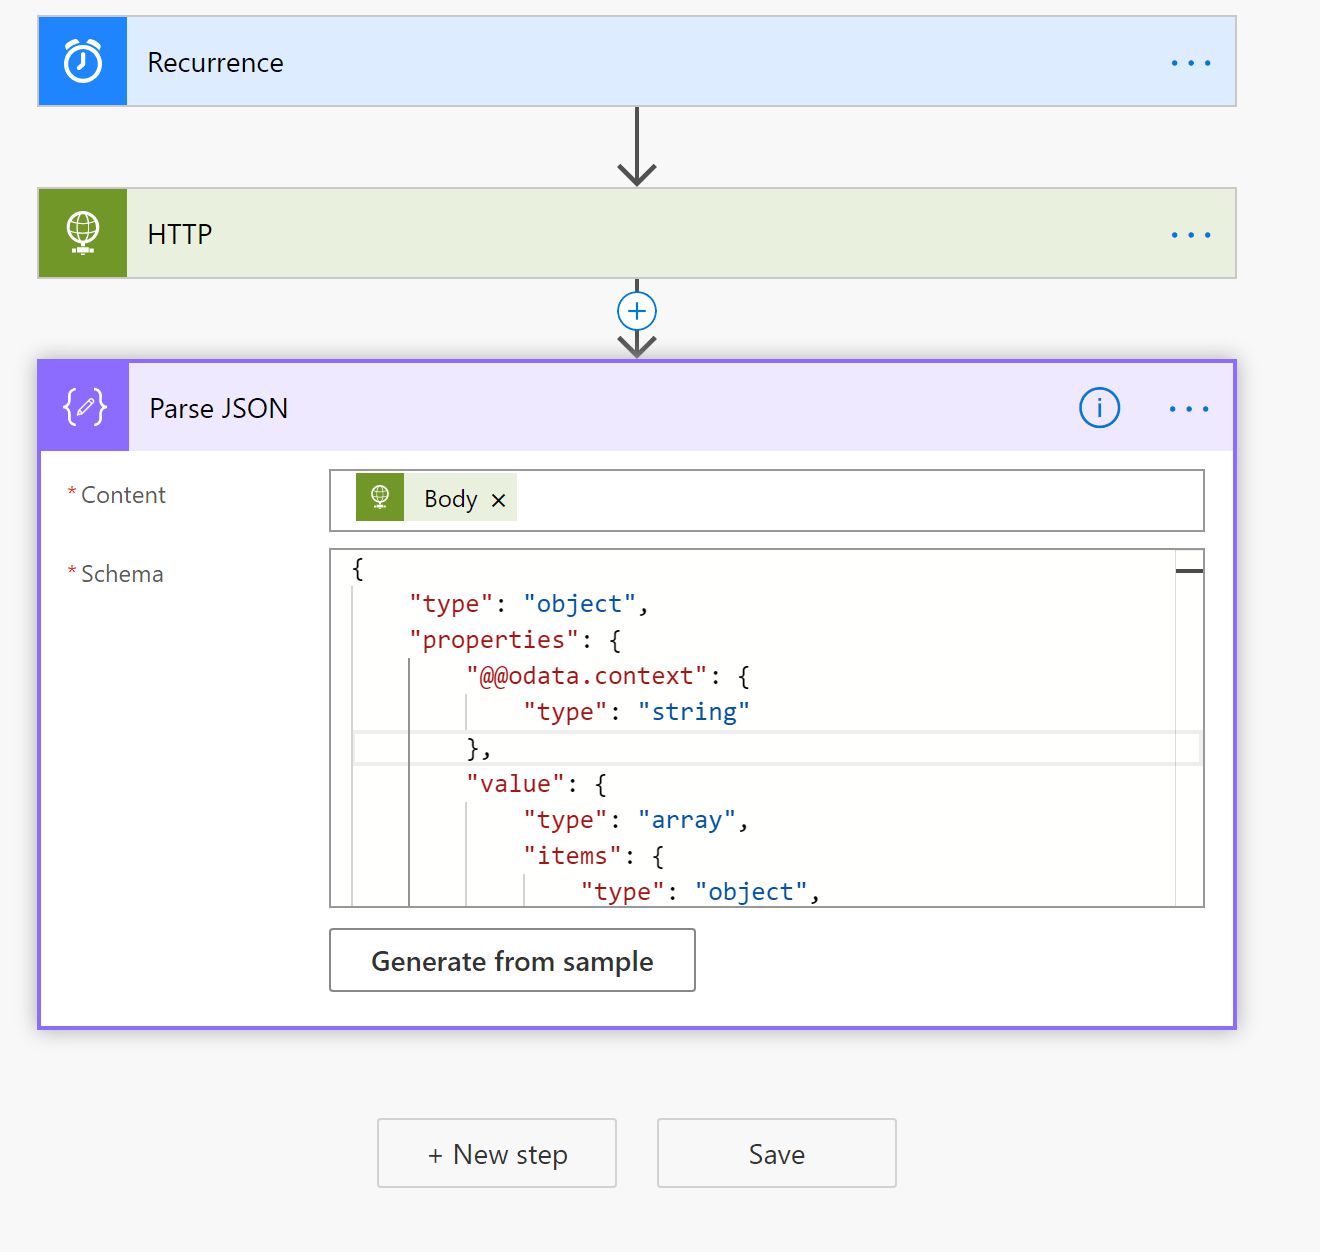 Recurrence
HTTP
Parse JSON
* Content
Body ×
* Schema
{
"type": "object",
"properties": {
"@@odata.context": {
"type": "string"
},
"value": {
"type": "array",
"items": {
"type": "object",
Generate from sample
+ New step
Save